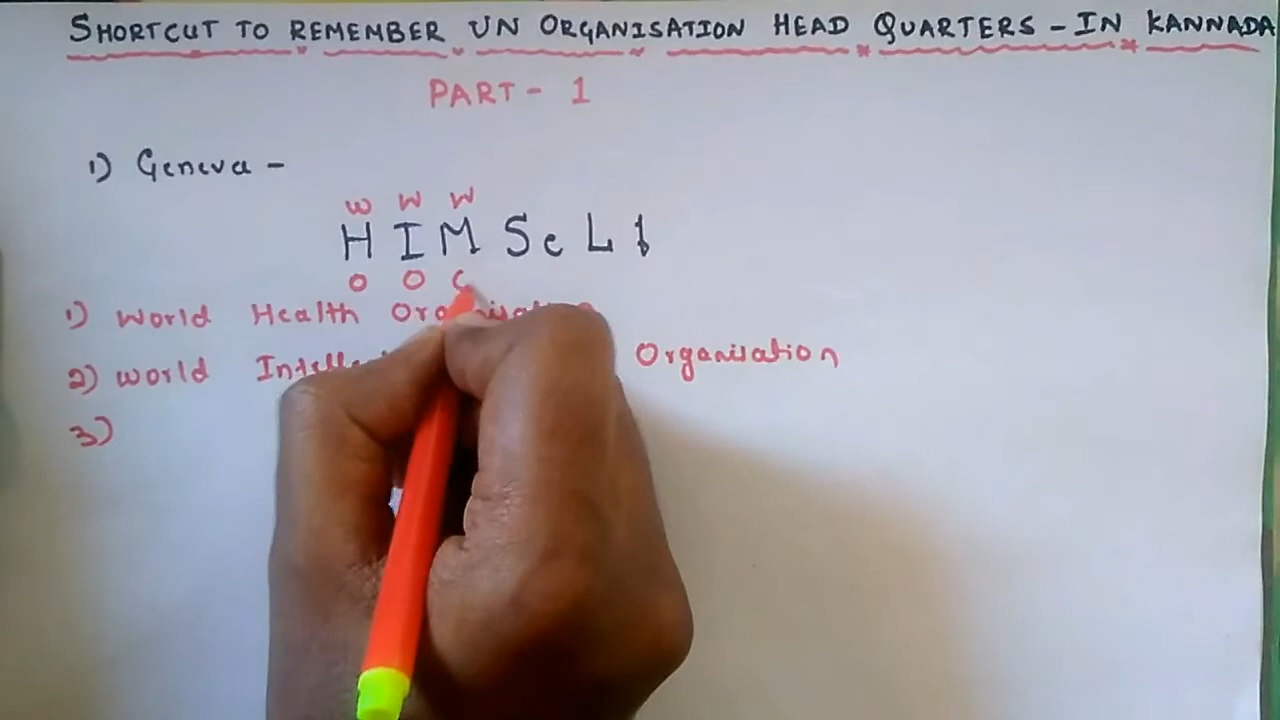 SHORTCUT TO REMEMBER UN ORGANISATION HEAD QUARTERS - IN KANNADA
PART - 1
1) Geneva -
W W W
H I M S c L
O O
1) World Health
2) World Organisation
3)